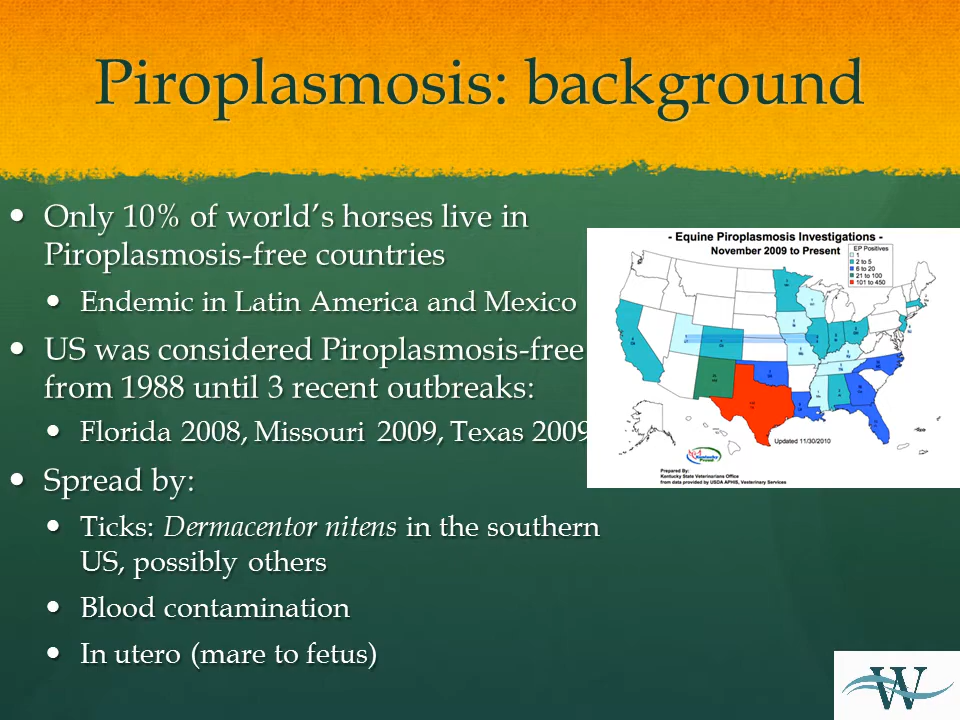 Piroplasmosis: background
• Only 10% of world's horses live in
Piroplasmosis-free countries
• Endemic in Latin America and Mexico
• US was considered Piroplasmosis-free
from 1988 until 3 recent outbreaks:
• Florida 2008, Missouri 2009, Texas 2009
• Spread by:
• Ticks: Dermacentor nitens in the southern
US, possibly others
• Blood contamination
• In utero (mare to fetus)
- Equine Piroplasmosis Investigations -
November 2009 to Present
EP Positives
1
2 to 5
6 to 20
21 to 100
101 to 450
Updated 11/30/2010
Prepared By:
Kentucky State Veterinarians Office
from data provided by USDA APHIS, Vesterinary Services
W